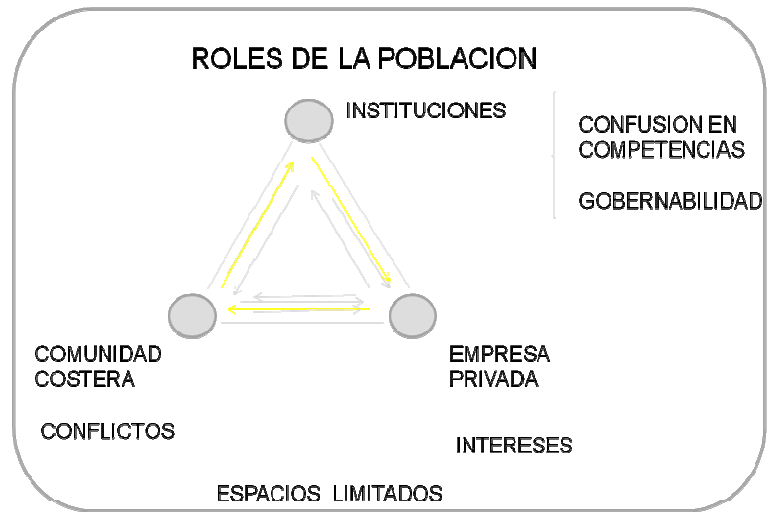 ROLES DE LA POBLACION
INSTITUCIONES
CONFUSION EN
COMPETENCIAS
GOBERNABILIDAD
COMUNIDAD
COSTERA
EMPRESA
PRIVADA
CONFLICTOS
INTERESES
ESPACIOS LIMITADOS